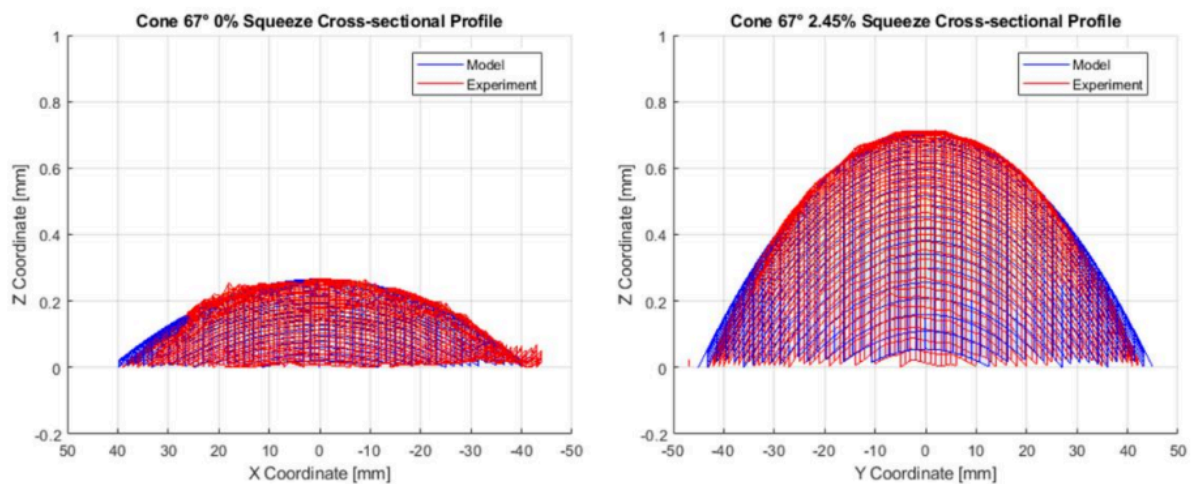 Cone 67° 0% Squeeze Cross-sectional Profile
1
0.8
0.6
0.4
0.2
0
-0.2
Z Coordinate [mm]
50 40 30 20 10 0 -10 -20 -30 -40 -50
X Coordinate [mm]
Model
Experiment
Cone 67° 2.45% Squeeze Cross-sectional Profile
1
0.8
0.6
0.4
0.2
0
-0.2
Z Coordinate [mm]
-50 -40 -30 -20 -10 0 10 20 30 40 50
Y Coordinate [mm]
Model
Experiment